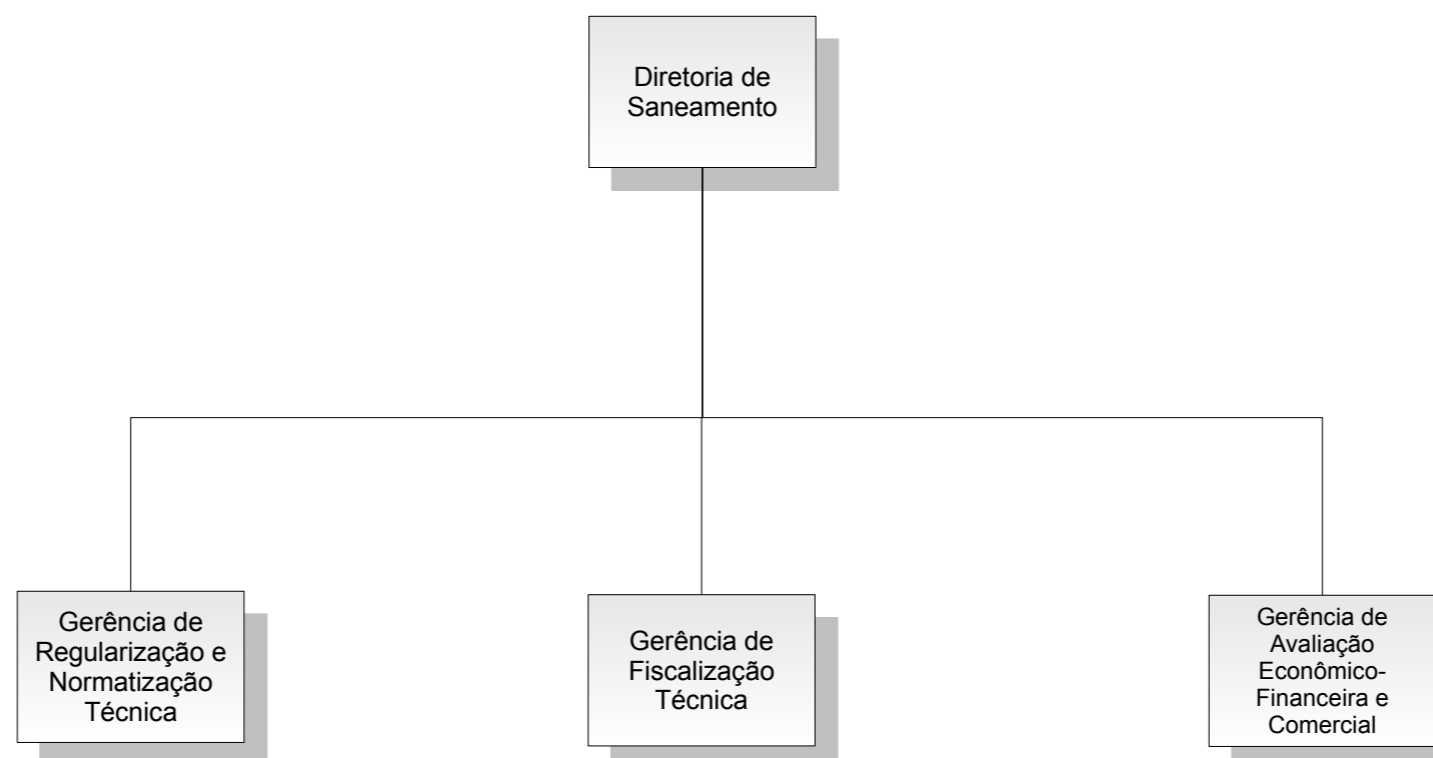 Diretoria de
Saneamento
Gerência de
Regularização e
Normatização
Técnica
Gerência de
Fiscalização
Técnica
Gerência de
Avaliação
Econômico-
Financeira e
Comercial